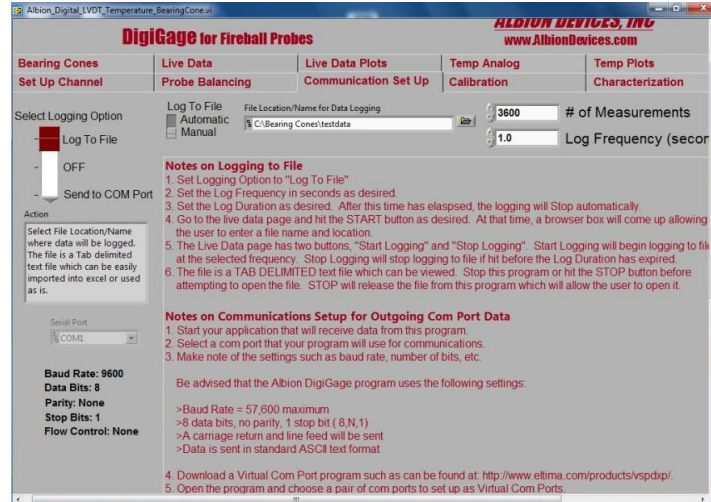 Albion_Digital_LVDT_Temperature_BearingCone.vi
DigiGage for Fireball Probes
ALBION DEVICES, INC
www.AlbionDevices.com
Bearing Cones Live Data Live Data Plots Temp Analog Temp Plots
Set Up Channel Probe Balancing Communication Set Up Calibration Characterization
Select Logging Option
Log To File
OFF
Send to COM Port
Action
Select File Location/Name
where data will be logged.
The file is a Tab delimited
text file which can be easily
imported into excel or used
as is.
Serial Port
COM1
Baud Rate: 9600
Data Bits: 8
Parity: None
Stop Bits: 1
Flow Control: None
Log To File
Automatic
Manual
File Location/Name for Data Logging
C:\Bearing Cones\testdata
3600 # of Measurements
1.0 Log Frequency (secor
Notes on Logging to File
1. Set Logging Option to "Log To File"
2. Set the Log Frequency in seconds as desired.
3. Set the Log Duration as desired. After this time has elaspsed, the logging will Stop automatically.
4. Go to the live data page and hit the START button as desired. At that time, a browser box will come up allowing
the user to enter a file name and location.
5. The Live Data page has two buttons, "Start Logging" and "Stop Logging". Start Logging will begin logging to file
at the selected frequency. Stop Logging will stop logging to file if hit before the Log Duration has expired.
6. The file is a TAB DELIMITED text file which can be viewed. Stop this program or hit the STOP button before
attempting to open the file. STOP will release the file from this program which will allow the user to open it.
Notes on Communications Setup for Outgoing Com Port Data
1. Start your application that will receive data from this program.
2. Select a com port that your program will use for communications.
3. Make note of the settings such as baud rate, number of bits, etc.
Be advised that the Albion DigiGage program uses the following settings:
>Baud Rate = 57,600 maximum
>8 data bits, no parity, 1 stop bit ( 8,N,1)
>A carriage return and line feed will be sent
>Data is sent in standard ASCII text format
4. Download a Virtual Com Port program such as can be found at: http://www.eltima.com/products/vspdxp/.
5. Open the program and choose a pair of com ports to set up as Virtual Com Ports.